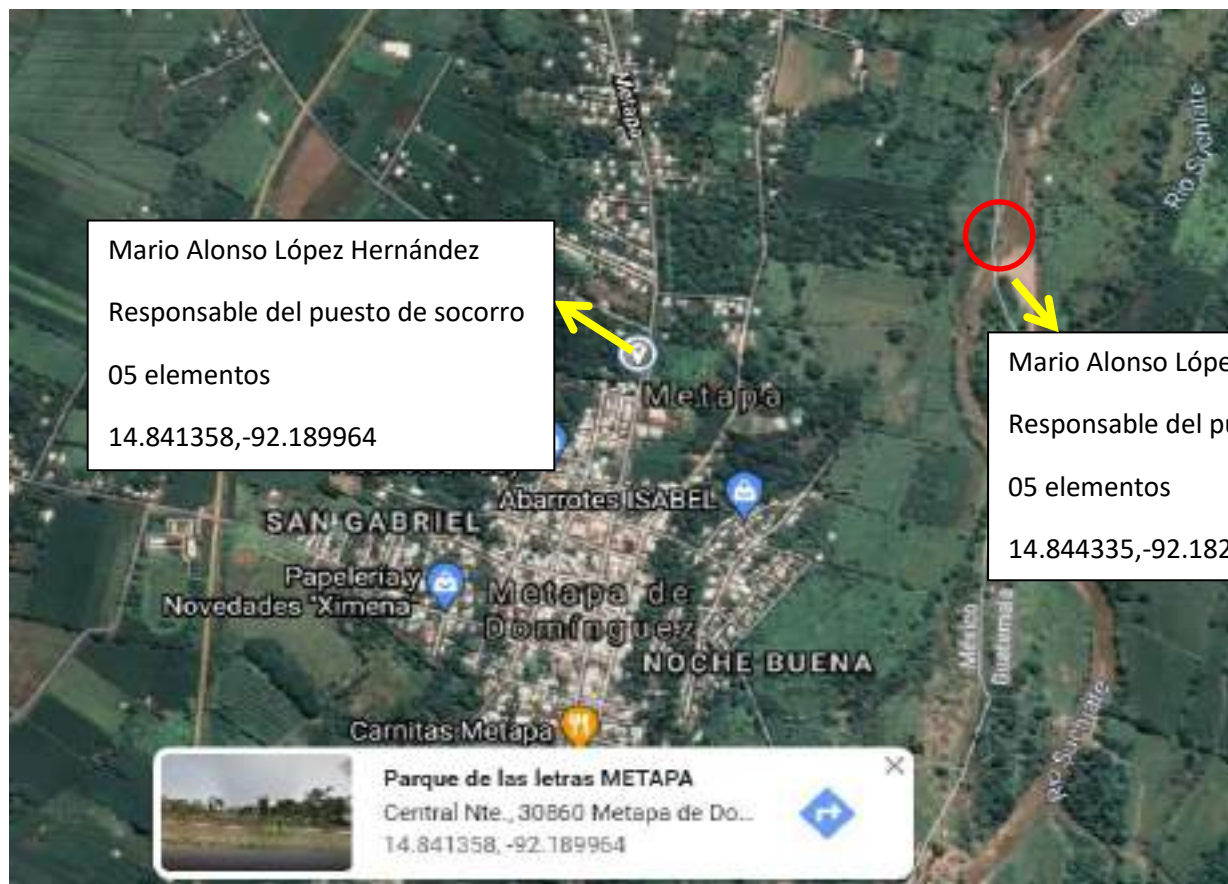 Metapa
Río Suchiate
Mario Alonso López Hernández
Responsable del puesto de socorro
05 elementos
14.841358,-92.189964
Mario Alonso Lópe
Responsable del pu
05 elementos
14.844335,-92.182
Metapa
Abarrotes ISABEL
SAN GABRIEL
Papelería y
Novedades "Ximena
Metapa de
Domínguez
NOCHE BUENA
México
Guatemala
Río Suchiate
Carnitas Metapa
Parque de las letras METAPA
Central Nte., 30860 Metapa de Do...
14.841358, -92.189964